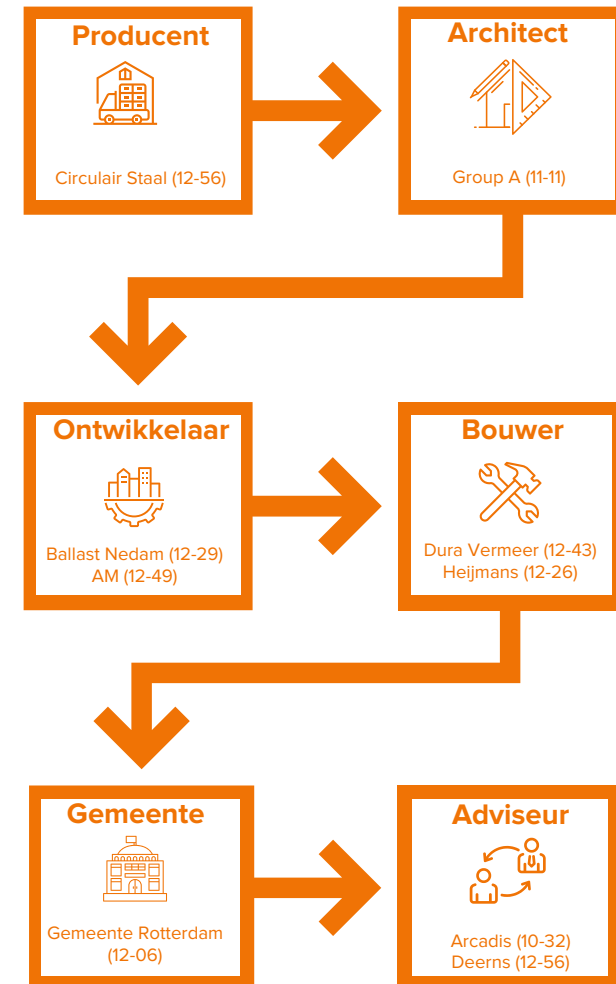 Producent
Circulair Staal (12-56)
Architect
Group A (11-11)
Ontwikkelaar
Ballast Nedam (12-29)
AM (12-49)
Bouwer
Dura Vermeer (12-43)
Heijmans (12-26)
Gemeente
Gemeente Rotterdam
(12-06)
Adviseur
Arcadis (10-32)
Deerns (12-56)